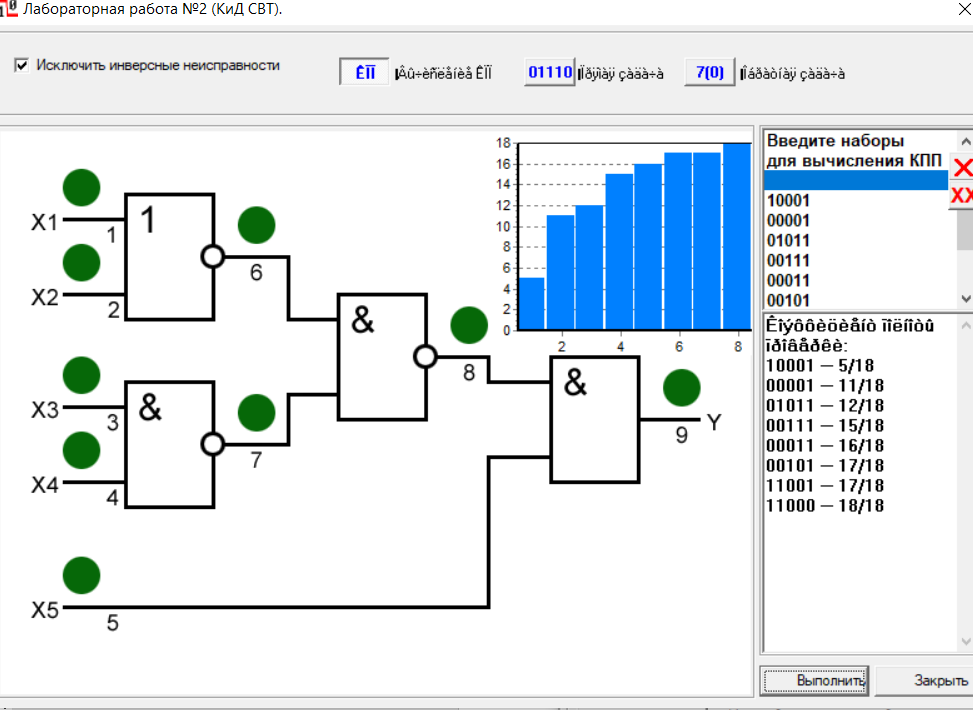 Лабораторная работа №2 (КиД СВТ).
Исключить инверсные неисправности
ÊÏÏ
Âû÷èñëåíèå ÊÏÏ
01110
Ïðÿìàÿ çàäà÷à
7(0)
Îáðàòíàÿ çàäà÷à
X1
1
X2
2
1
6
X3
3
X4
4
&
7
&
8
X5
5
&
9
Y
18
16
14
12
10
8
6
4
2
0
2
4
6
8
Введите наборы
для вычисления КПП
10001
00001
01011
00111
00011
00101
Êîýôôèöèåíò ïîëíîòû
ïðîâåðêè:
10001 – 5/18
00001 – 11/18
01011 – 12/18
00111 – 15/18
00011 – 16/18
00101 – 17/18
11001 – 17/18
11000 – 18/18
Выполнить
Закрыть